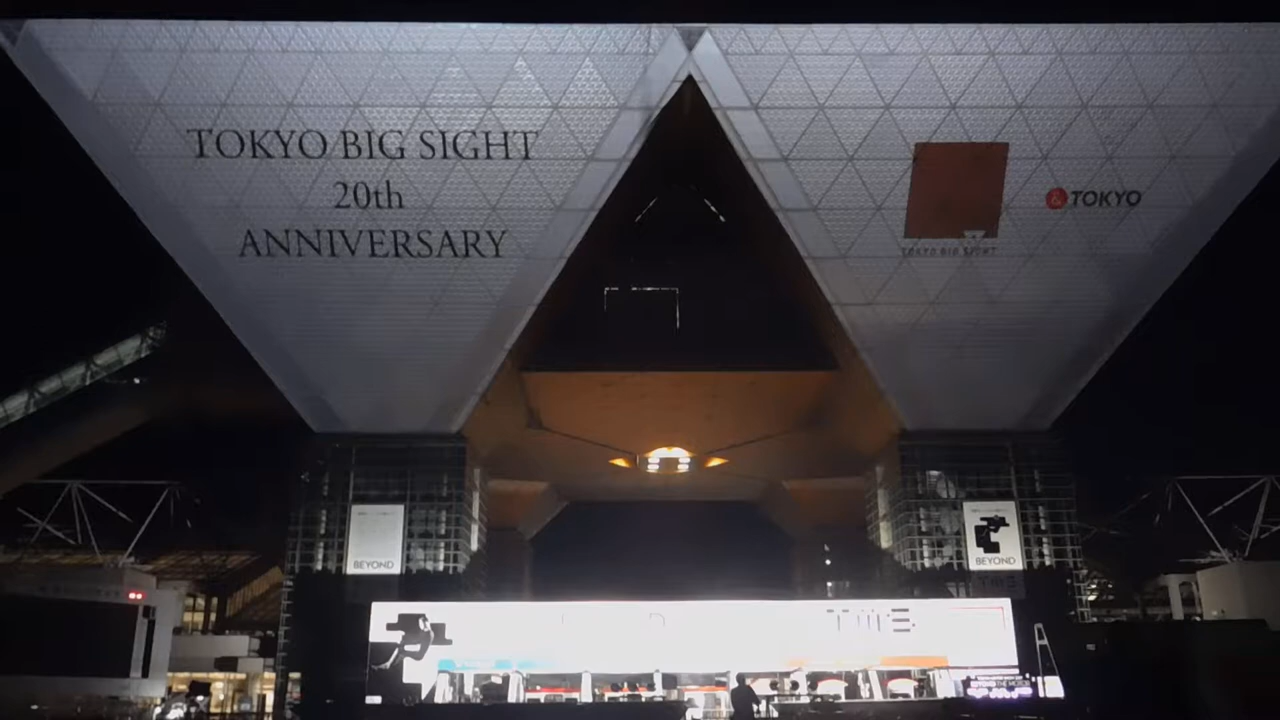 TOKYO BIG SIGHT
20th
ANNIVERSARY
TOKYO BIG SIGHT
& TOKYO
BEYOND
BEYOND